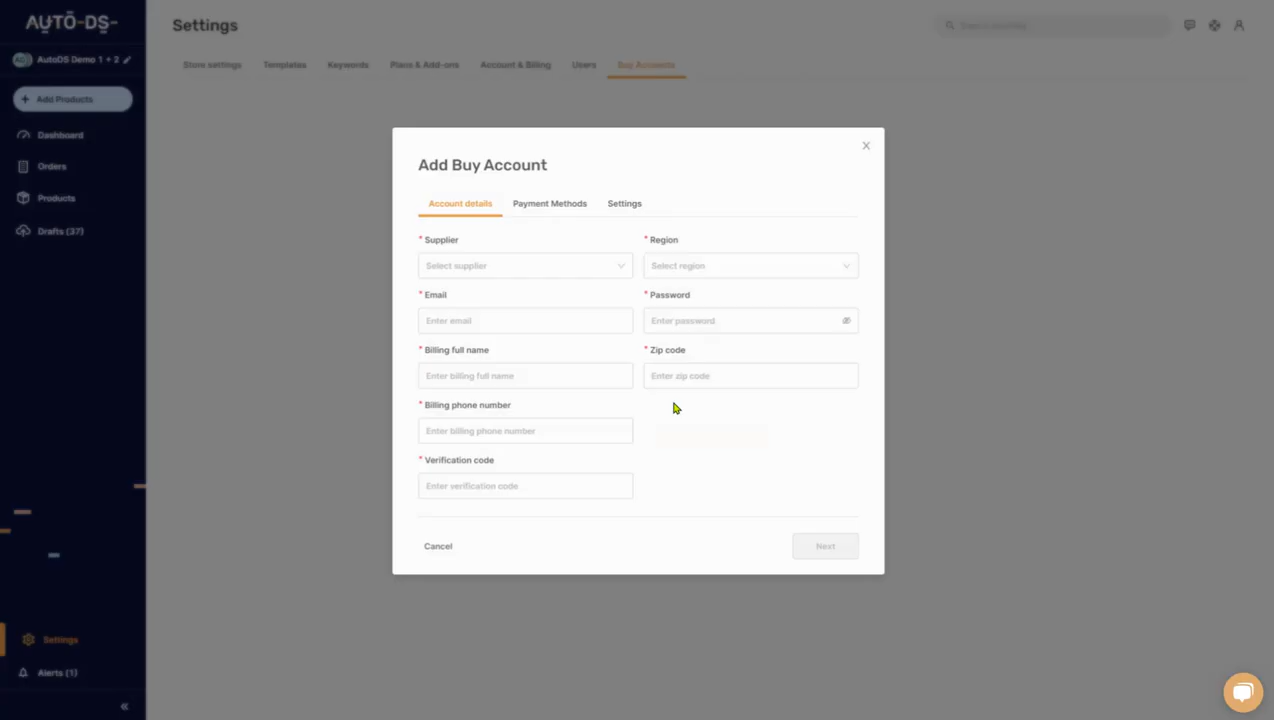 AUTO-DS-
Settings
Search anything
AD AutoDS Demo 1 + 2
Store settings Templates Keywords Plans & Add-ons Account & Billing Users Buy Accounts
+ Add Products
Dashboard
Orders
Products
Drafts (37)
Add Buy Account
Account details Payment Methods Settings
* Supplier * Region
Select supplier Select region
* Email * Password
Enter email Enter password
* Billing full name * Zip code
Enter billing full name Enter zip code
* Billing phone number
Enter billing phone number
* Verification code
Enter verification code
Cancel Next
Settings
Alerts (1)